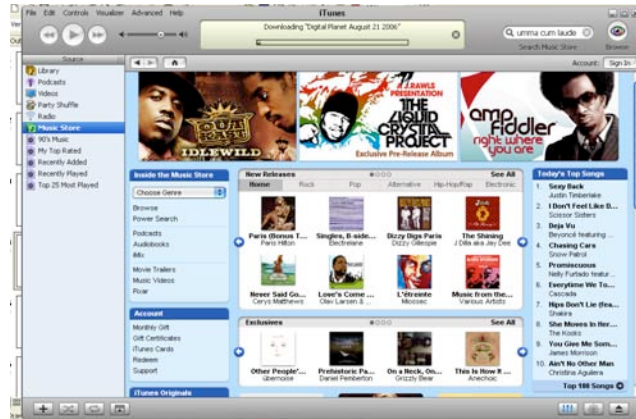 File Edit Controls Visualizer Advanced Help
iTunes
Downloading "Digital Planet August 21 2006"
umma cum laude
Search Music Store
Browse
Source
Library
Podcasts
Videos
Party Shuffle
Radio
Music Store
90's Music
My Top Rated
Recently Added
Recently Played
Top 25 Most Played
Account:
Sign In
IDLEWILD
J.RAWLS
PRESENTATION
THE
LIQUID
CRYSTAL
PROJECT
Exclusive Pre-Release Album
amp
fiddler
right where
you are
Inside the Music Store
Choose Genre
Browse
Power Search
Podcasts
Audiobooks
iMix
Movie Trailers
Music Videos
Pixar
Account
Monthly Gift
Gift Certificates
iTunes Cards
Redeem
Support
iTunes Originals
New Releases
See All
Home Rock Pop Alternative Hip-Hop/Rap Electronic
Paris (Bonus T...
Paris Hilton
Singles, B-side...
Electrelane
Dizzy Digs Paris
Dizzy Gillespie
The Shining
J Dilla aka Jay Dee
Never Said Go...
Cerys Matthews
Love's Come ...
Olav Larsen & ...
L'étreinte
Miossec
Music from the...
Various Artists
Exclusives
See All
Other People'...
übernoise
Prehistoric Pa...
Daniel Pemberton
On a Neck, On...
Grizzly Bear
This Is How It ...
Anechoic
Today's Top Songs
1. Sexy Back
Justin Timberlake
2. I Don't Feel Like D...
Scissor Sisters
3. Deja Vu
Beyoncé featuring ...
4. Chasing Cars
Snow Patrol
5. Promiscuous
Nelly Furtado featur...
6. Everytime We To...
Cascada
7. Hips Don't Lie (fea...
Shakira
8. She Moves In Her...
The Kooks
9. You Give Me Som...
James Morrison
10. Ain't No Other Man
Christina Aguilera
Top 100 Songs